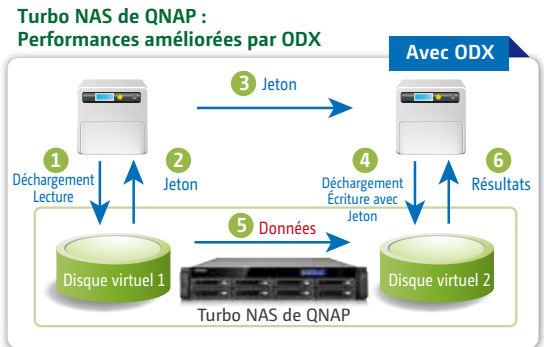 Turbo NAS de QNAP :
Performances améliorées par ODX
Avec ODX
3 Jeton
1
Déchargement
Lecture
2
Jeton
4
Déchargement
Écriture avec
Jeton
6
Résultats
5 Données
Disque virtuel 1
Disque virtuel 2
Turbo NAS de QNAP